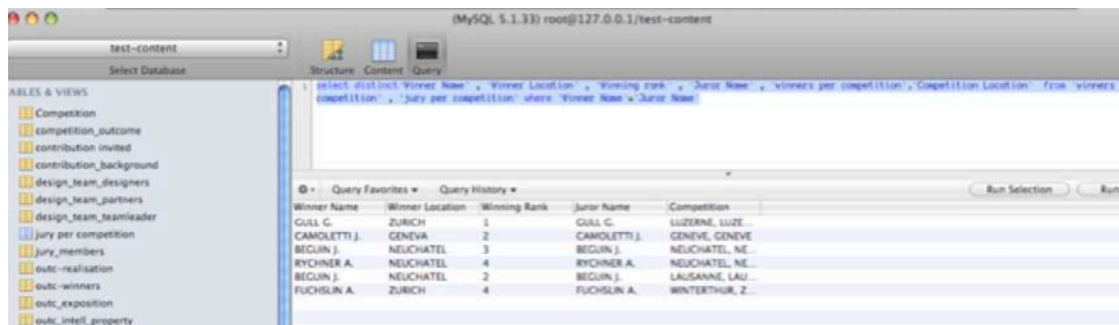 (MySQL 5.1.33) root@127.0.0.1/test-content
test-content
Select Database
Structure Content Query
ABLES & VIEWS
Competition
competition_outcome
contribution invited
contribution_background
design_team_designers
design_team_partners
design_team_teamleader
jury per competition
jury_members
outc-realisation
outc-winners
outc_exposition
outc_intell_property
1 select distinct 'Winner Name' , 'Winner Location' , 'Winning rank' , 'Juror Name' , 'winners per competition','Competition Location' from 'winners
competition' , 'jury per competition' where 'Winner Name'='Juror Name'
Query Favorites Query History Run Selection Run
Winner Name Winner Location Winning Rank Juror Name Competition
GULL G. ZURICH 1 GULL G. LUZERNE, LUZE...
CAMOLETTI J. GENEVA 2 CAMOLETTI J. GENEVE, GENEVE
BEGUIN J. NEUCHATEL 3 BEGUIN J. NEUCHATEL, NE...
RYCHNER A. NEUCHATEL 4 RYCHNER A. NEUCHATEL, NE...
BEGUIN J. NEUCHATEL 2 BEGUIN J. LAUSANNE, LAU...
FUCHSLIN A. ZURICH 4 FUCHSLIN A. WINTERTHUR, Z...